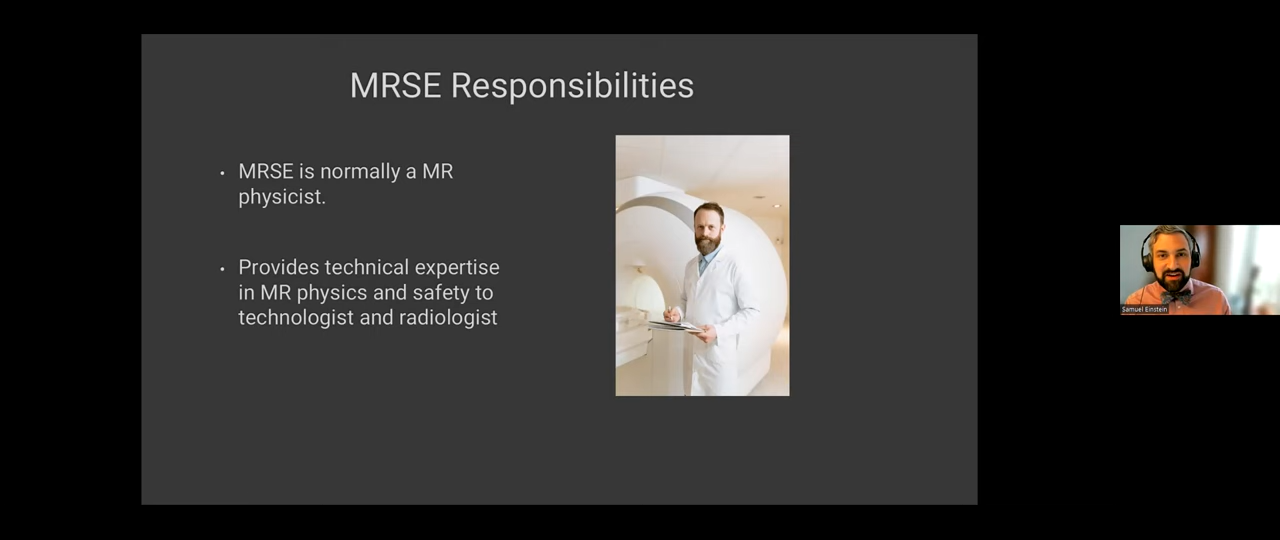 MRSE Responsibilities
• MRSE is normally a MR
physicist.
• Provides technical expertise
in MR physics and safety to
technologist and radiologist
Samuel Einstein